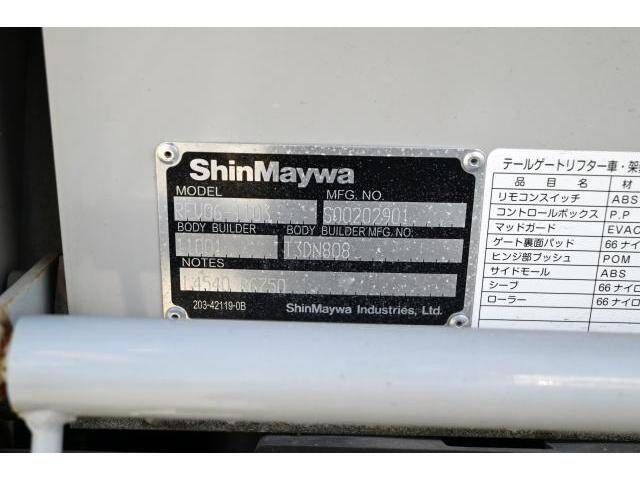 ShinMaywa
MODEL
MFG. NO.
S00202901
BODY BUILDER
BODY BUILDER MFG. NO.
11D01
T3DN808
NOTES
L4540
203-42119-0B
ShinMaywa Industries, Ltd.
テールゲートリフター車・架
品 目 名 材
リモコンスイッチ ABS
コントロールボックス P.P
マッドガード EVAC
ゲート裏面パッド 66ナイロ
ヒンジ部ブッシュ POM
サイドモール ABS
シーブ 66ナイロ
ローラー 66ナイロ